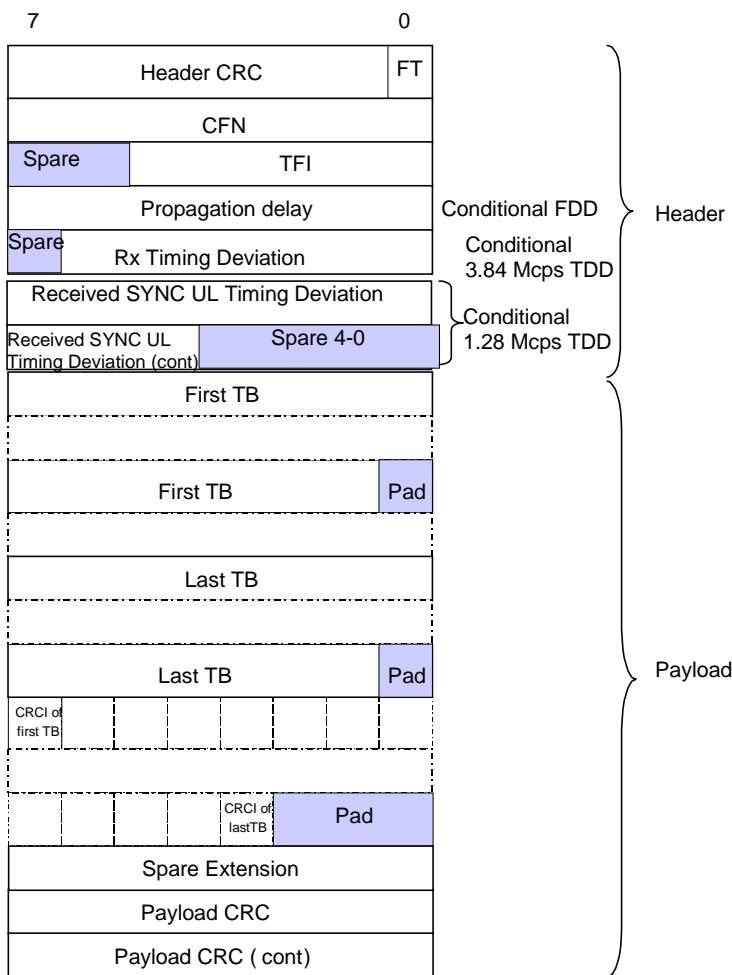 7 0
Header CRC FT
CFN
Spare TFI
Propagation delay Conditional FDD
Spare Rx Timing Deviation Conditional
3.84 Mcps TDD
Header
Received SYNC UL Timing Deviation
Received SYNC UL
Timing Deviation (cont) Spare 4-0
Conditional
1.28 Mcps TDD
First TB
First TB Pad
Last TB
Last TB Pad
Payload
CRCI of
first TB
CRCI of
lastTB
Pad
Spare Extension
Payload CRC
Payload CRC ( cont)